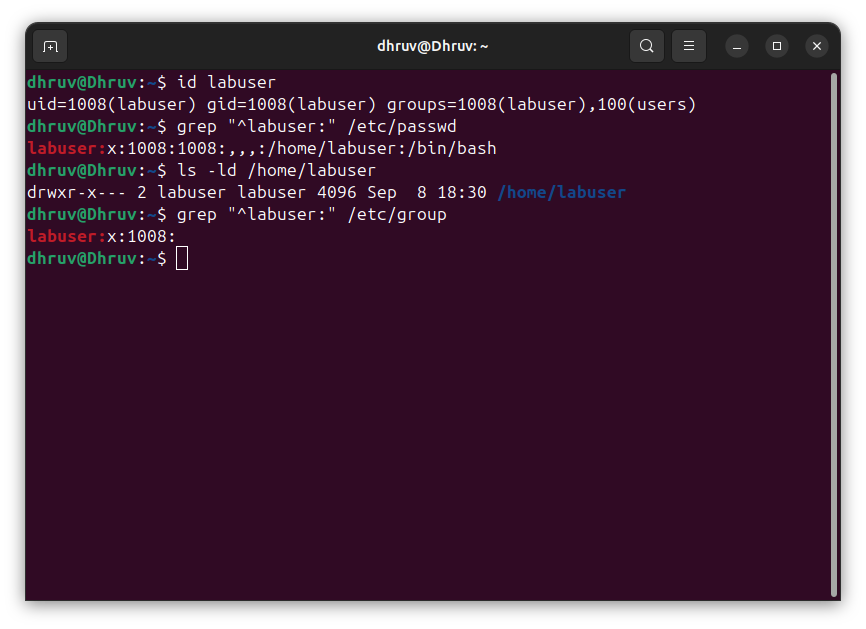 dhruv@Dhruv: ~
dhruv@Dhruv:~$ id labuser
uid=1008(labuser) gid=1008(labuser) groups=1008(labuser),100(users)
dhruv@Dhruv:~$ grep "^labuser:" /etc/passwd
labuser:x:1008:1008:,,,:/home/labuser:/bin/bash
dhruv@Dhruv:~$ ls -ld /home/labuser
drwxr-x--- 2 labuser labuser 4096 Sep  8 18:30 /home/labuser
dhruv@Dhruv:~$ grep "^labuser:" /etc/group
labuser:x:1008:
dhruv@Dhruv:~$